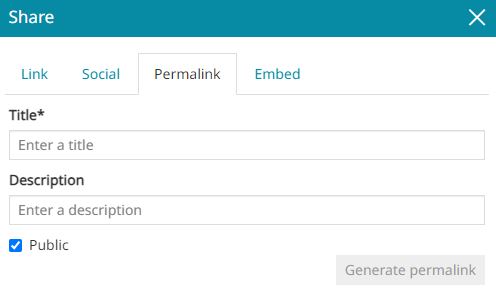 Share
Link Social Permalink Embed
Title*
Enter a title
Description
Enter a description
Public
Generate permalink